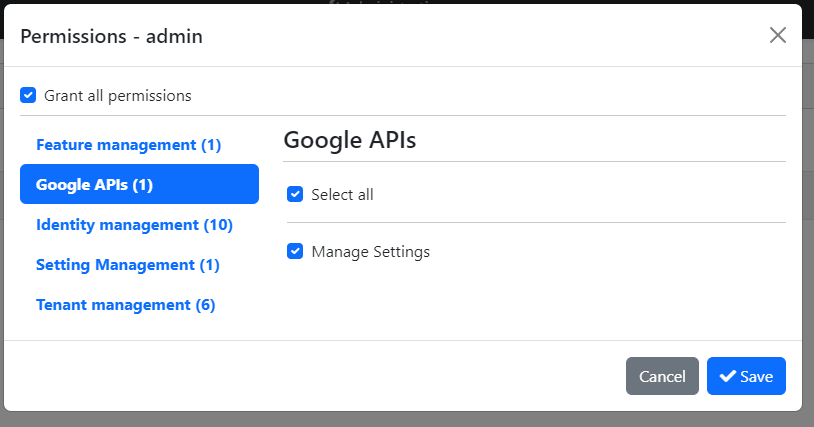 Permissions - admin
Grant all permissions
Feature management (1)
Google APIs (1)
Identity management (10)
Setting Management (1)
Tenant management (6)
Google APIs
Select all
Manage Settings
Cancel
Save